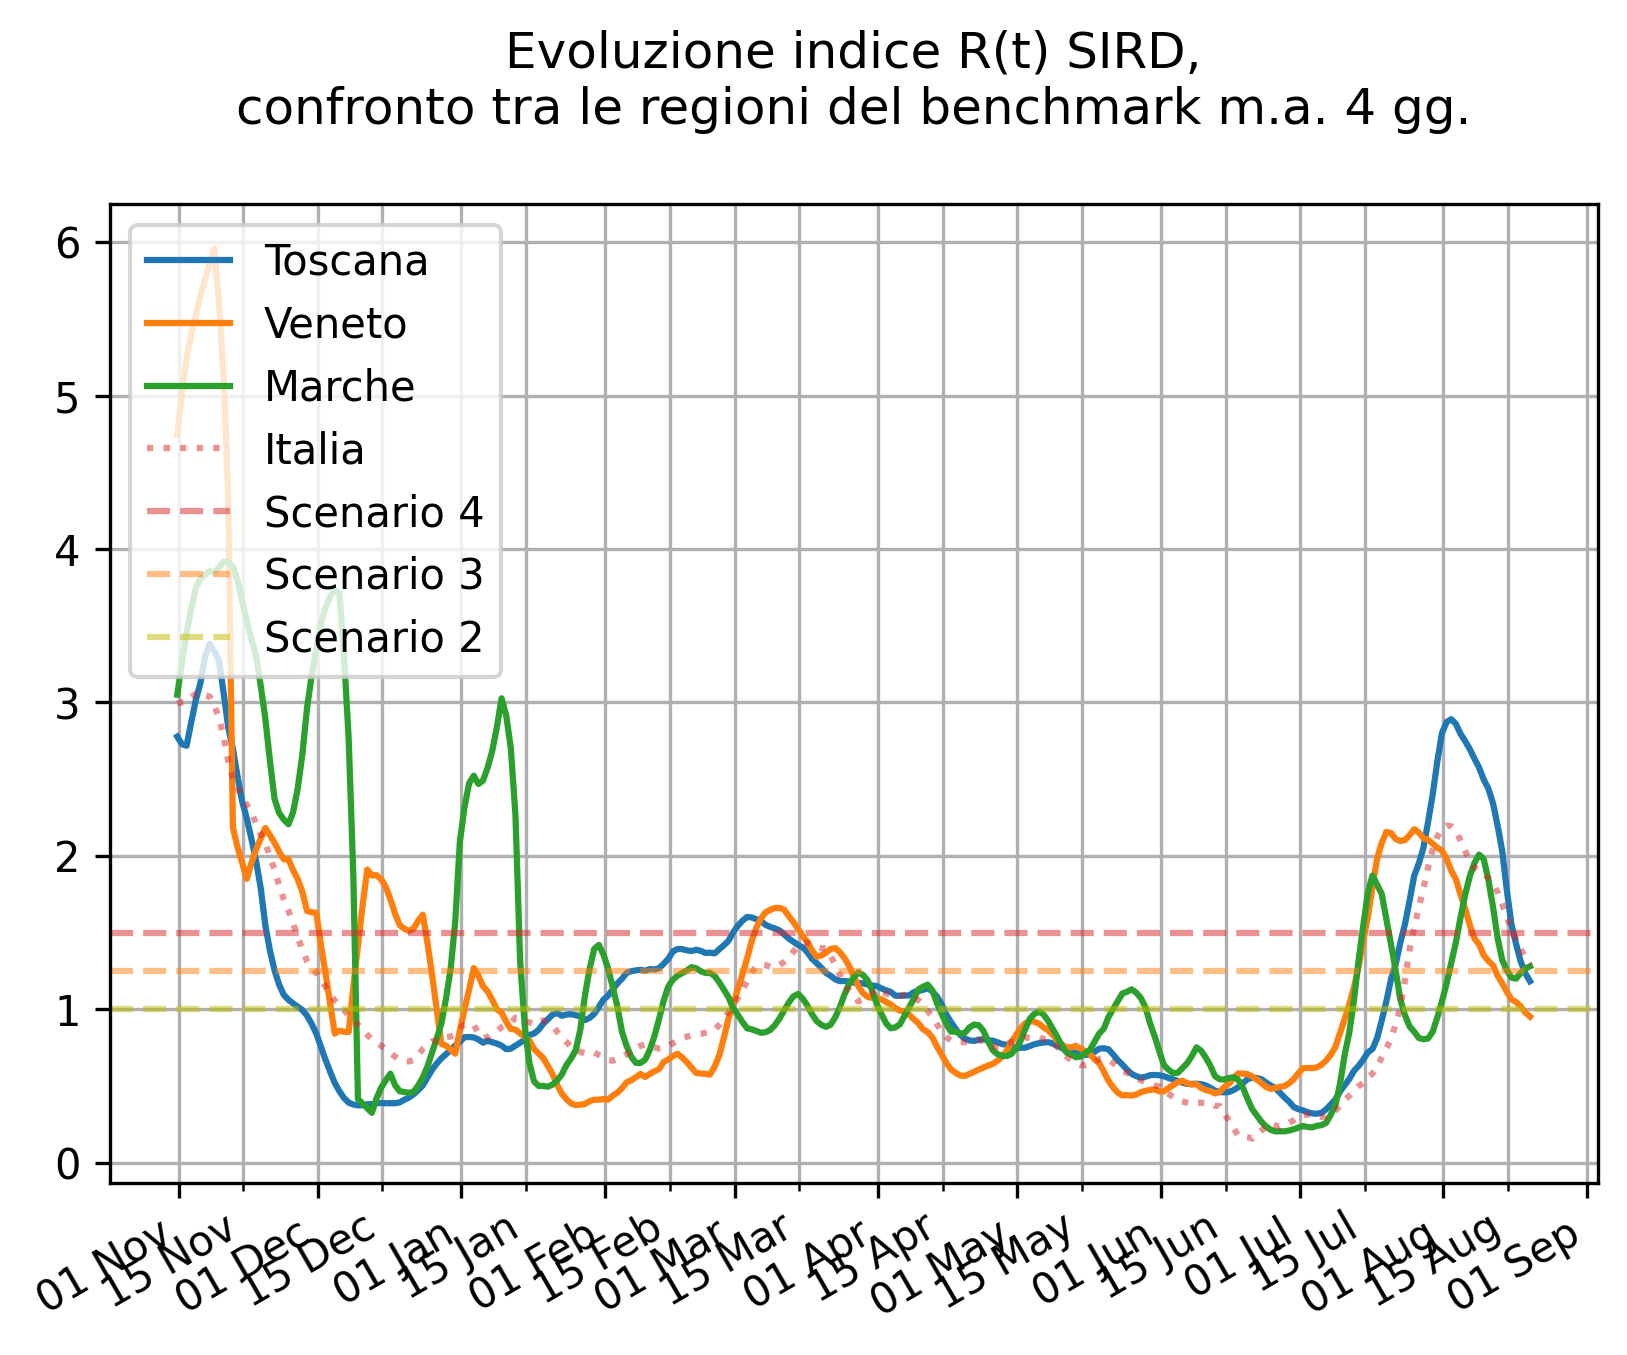 Evoluzione indice R(t) SIRD,
confronto tra le regioni del benchmark m.a. 4 gg.
6
5
4
3
2
1
0
Toscana
Veneto
Marche
Italia
Scenario 4
Scenario 3
Scenario 2
01 Nov
15 Nov
01 Dec
15 Dec
01 Jan
15 Jan
01 Feb
15 Feb
01 Mar
15 Mar
01 Apr
15 Apr
01 May
15 May
01 Jun
15 Jun
01 Jul
15 Jul
01 Aug
15 Aug
01 Sep